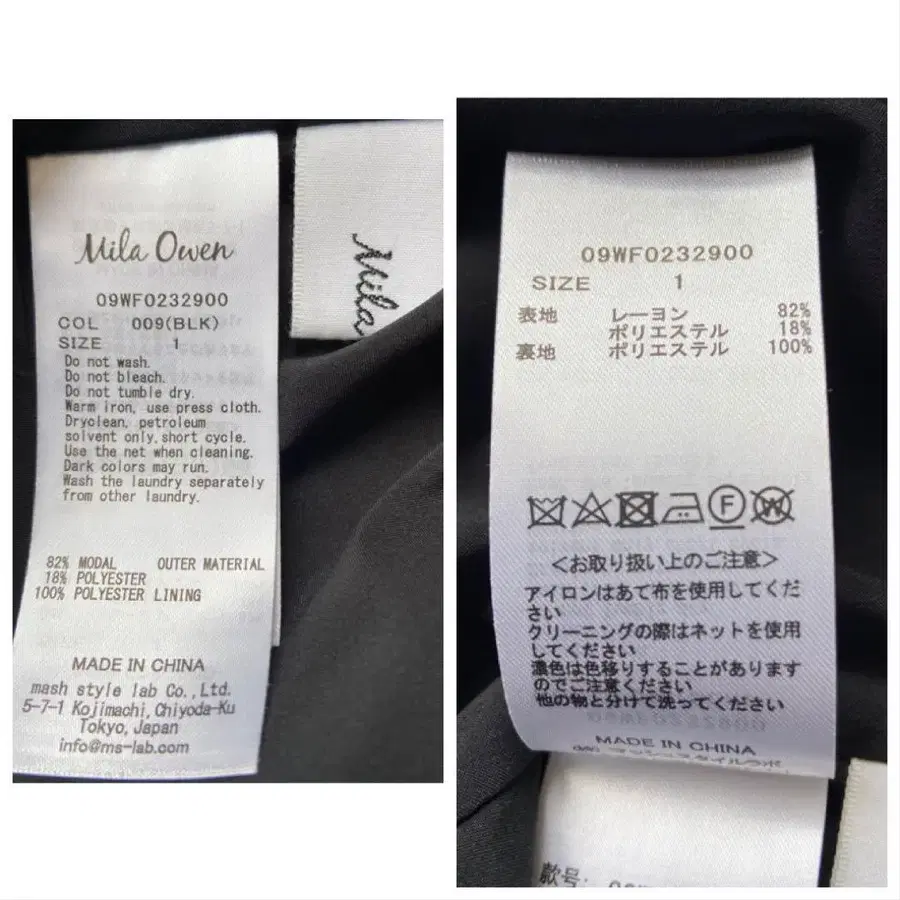 Mila Owen
09WF0232900
COL 009(BLK)
SIZE 1
Do not wash.
Do not bleach.
Do not tumble dry.
Warm iron, use press cloth.
Dryclean, petroleum
solvent only, short cycle.
Use the net when cleaning.
Dark colors may run.
Wash the laundry separately
from other laundry.
82% MODAL OUTER MATERIAL
18% POLYESTER
100% POLYESTER LINING
MADE IN CHINA
mash style lab Co., Ltd.
5-7-1 Kojimachi, Chiyoda-Ku
Tokyo, Japan
info@ms-lab.com
Mila
09WF0232900
SIZE 1
表地 レーヨン 82%
ポリエステル 18%
裏地 ポリエステル 100%
F
W
<お取り扱い上のご注意>
アイロンはあて布を使用してくだ
さい
クリーニングの際はネットを使用
してください
濃色は色移りすることがあります
のでご注意ください
他の物と分けて洗ってください
MADE IN CHINA
款号: